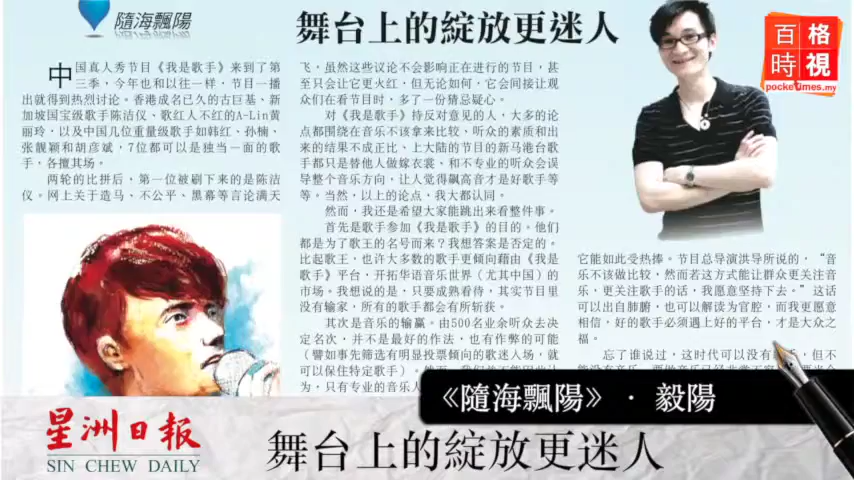 隨海飄陽
舞台上的綻放更迷人
百格
時視
pocketimes.my
中国真人秀节目《我是歌手》来到了第
三季，今年也和以往一样，节目一播
出就得到热烈讨论。香港成名已久的古巨基、新
加坡国宝级歌手陈洁仪、歌红人不红的A-Lin黄
丽玲，以及中国几位重量级歌手如韩红、孙楠、
张靓颖和胡彦斌，7位都可以是独当一面的歌
手，各擅其场。
两轮的比拼后，第一位被刷下来的是陈洁
仪。网上关于造马、不公平、黑幕等言论满天
飞，虽然这些议论不会影响正在进行的节目，甚
至只会让它更火红，但无论如何，它会间接让观
众们在看节目时，多了一份猜忌疑心。
对《我是歌手》持反对意见的人，大多的论
点都围绕在音乐不该拿来比较、听众的素质和出
来的结果不成正比、上大陆的节目的新马港台歌
手都只是替他人做嫁衣裳、和不专业的听众会误
导整个音乐方向，让人觉得飙高音才是好歌手等
等。当然，以上的论点，我大都认同。
然而，我还是希望大家能跳出来看整件事。
首先是歌手参加《我是歌手》的目的。他们
都是为了歌王的名号而来？我想答案是否定的。
比起歌王，也许大多数的歌手更倾向藉由《我是
歌手》平台，开拓华语音乐世界（尤其中国）的
市场。我想说的是，只要成熟看待，其实节目里
没有输家，所有的歌手都会有所斩获。
其次是音乐的输赢。由500名业余听众去决
定名次，并不是最好的作法，也有作弊的可能
（譬如事先筛选有明显投票倾向的歌迷入场，就
可以保住特定歌手）。然而，我们并不能因此认
为，只有专业的音乐人
它能如此受热捧。节目总导演洪导所说的，“音
乐不该做比较，然而若这方式能让群众更关注音
乐，更关注歌手的话，我愿意坚持下去。”这话
可以出自肺腑，也可以解读为官腔，而我更愿意
相信，好的歌手必须遇上好的平台，才是大众之
福。
忘了谁说过，这时代可以没有歌手，但不
《隨海飄陽》· 毅陽
星洲日報
SIN CHEW DAILY
舞台上的綻放更迷人